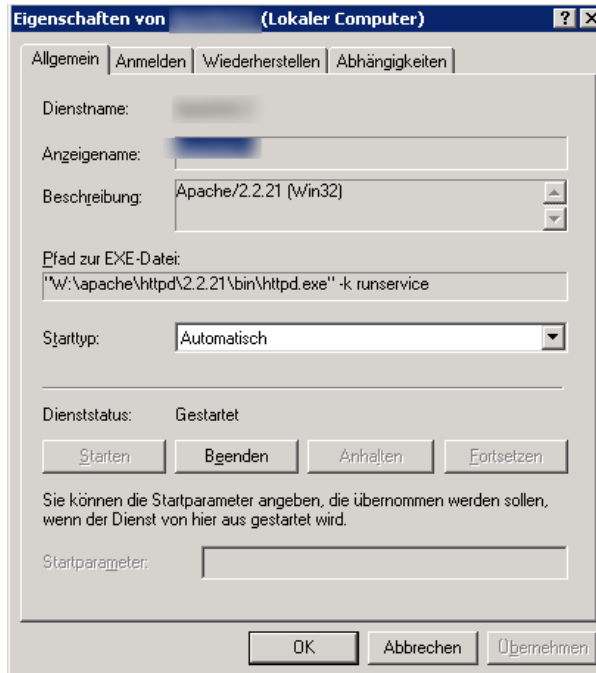 Eigenschaften von (Lokaler Computer)
Allgemein Anmelden Wiederherstellen Abhängigkeiten
Dienstname:
Anzeigename:
Beschreibung: Apache/2.2.21 (Win32)
Pfad zur EXE-Datei:
"W:\apache\httpd\2.2.21\bin\httpd.exe" -k runservice
Starttyp: Automatisch
Dienststatus: Gestartet
Starten Beenden Anhalten Fortsetzen
Sie können die Startparameter angeben, die übernommen werden sollen,
wenn der Dienst von hier aus gestartet wird.
Startparameter:
OK Abbrechen Übernehmen